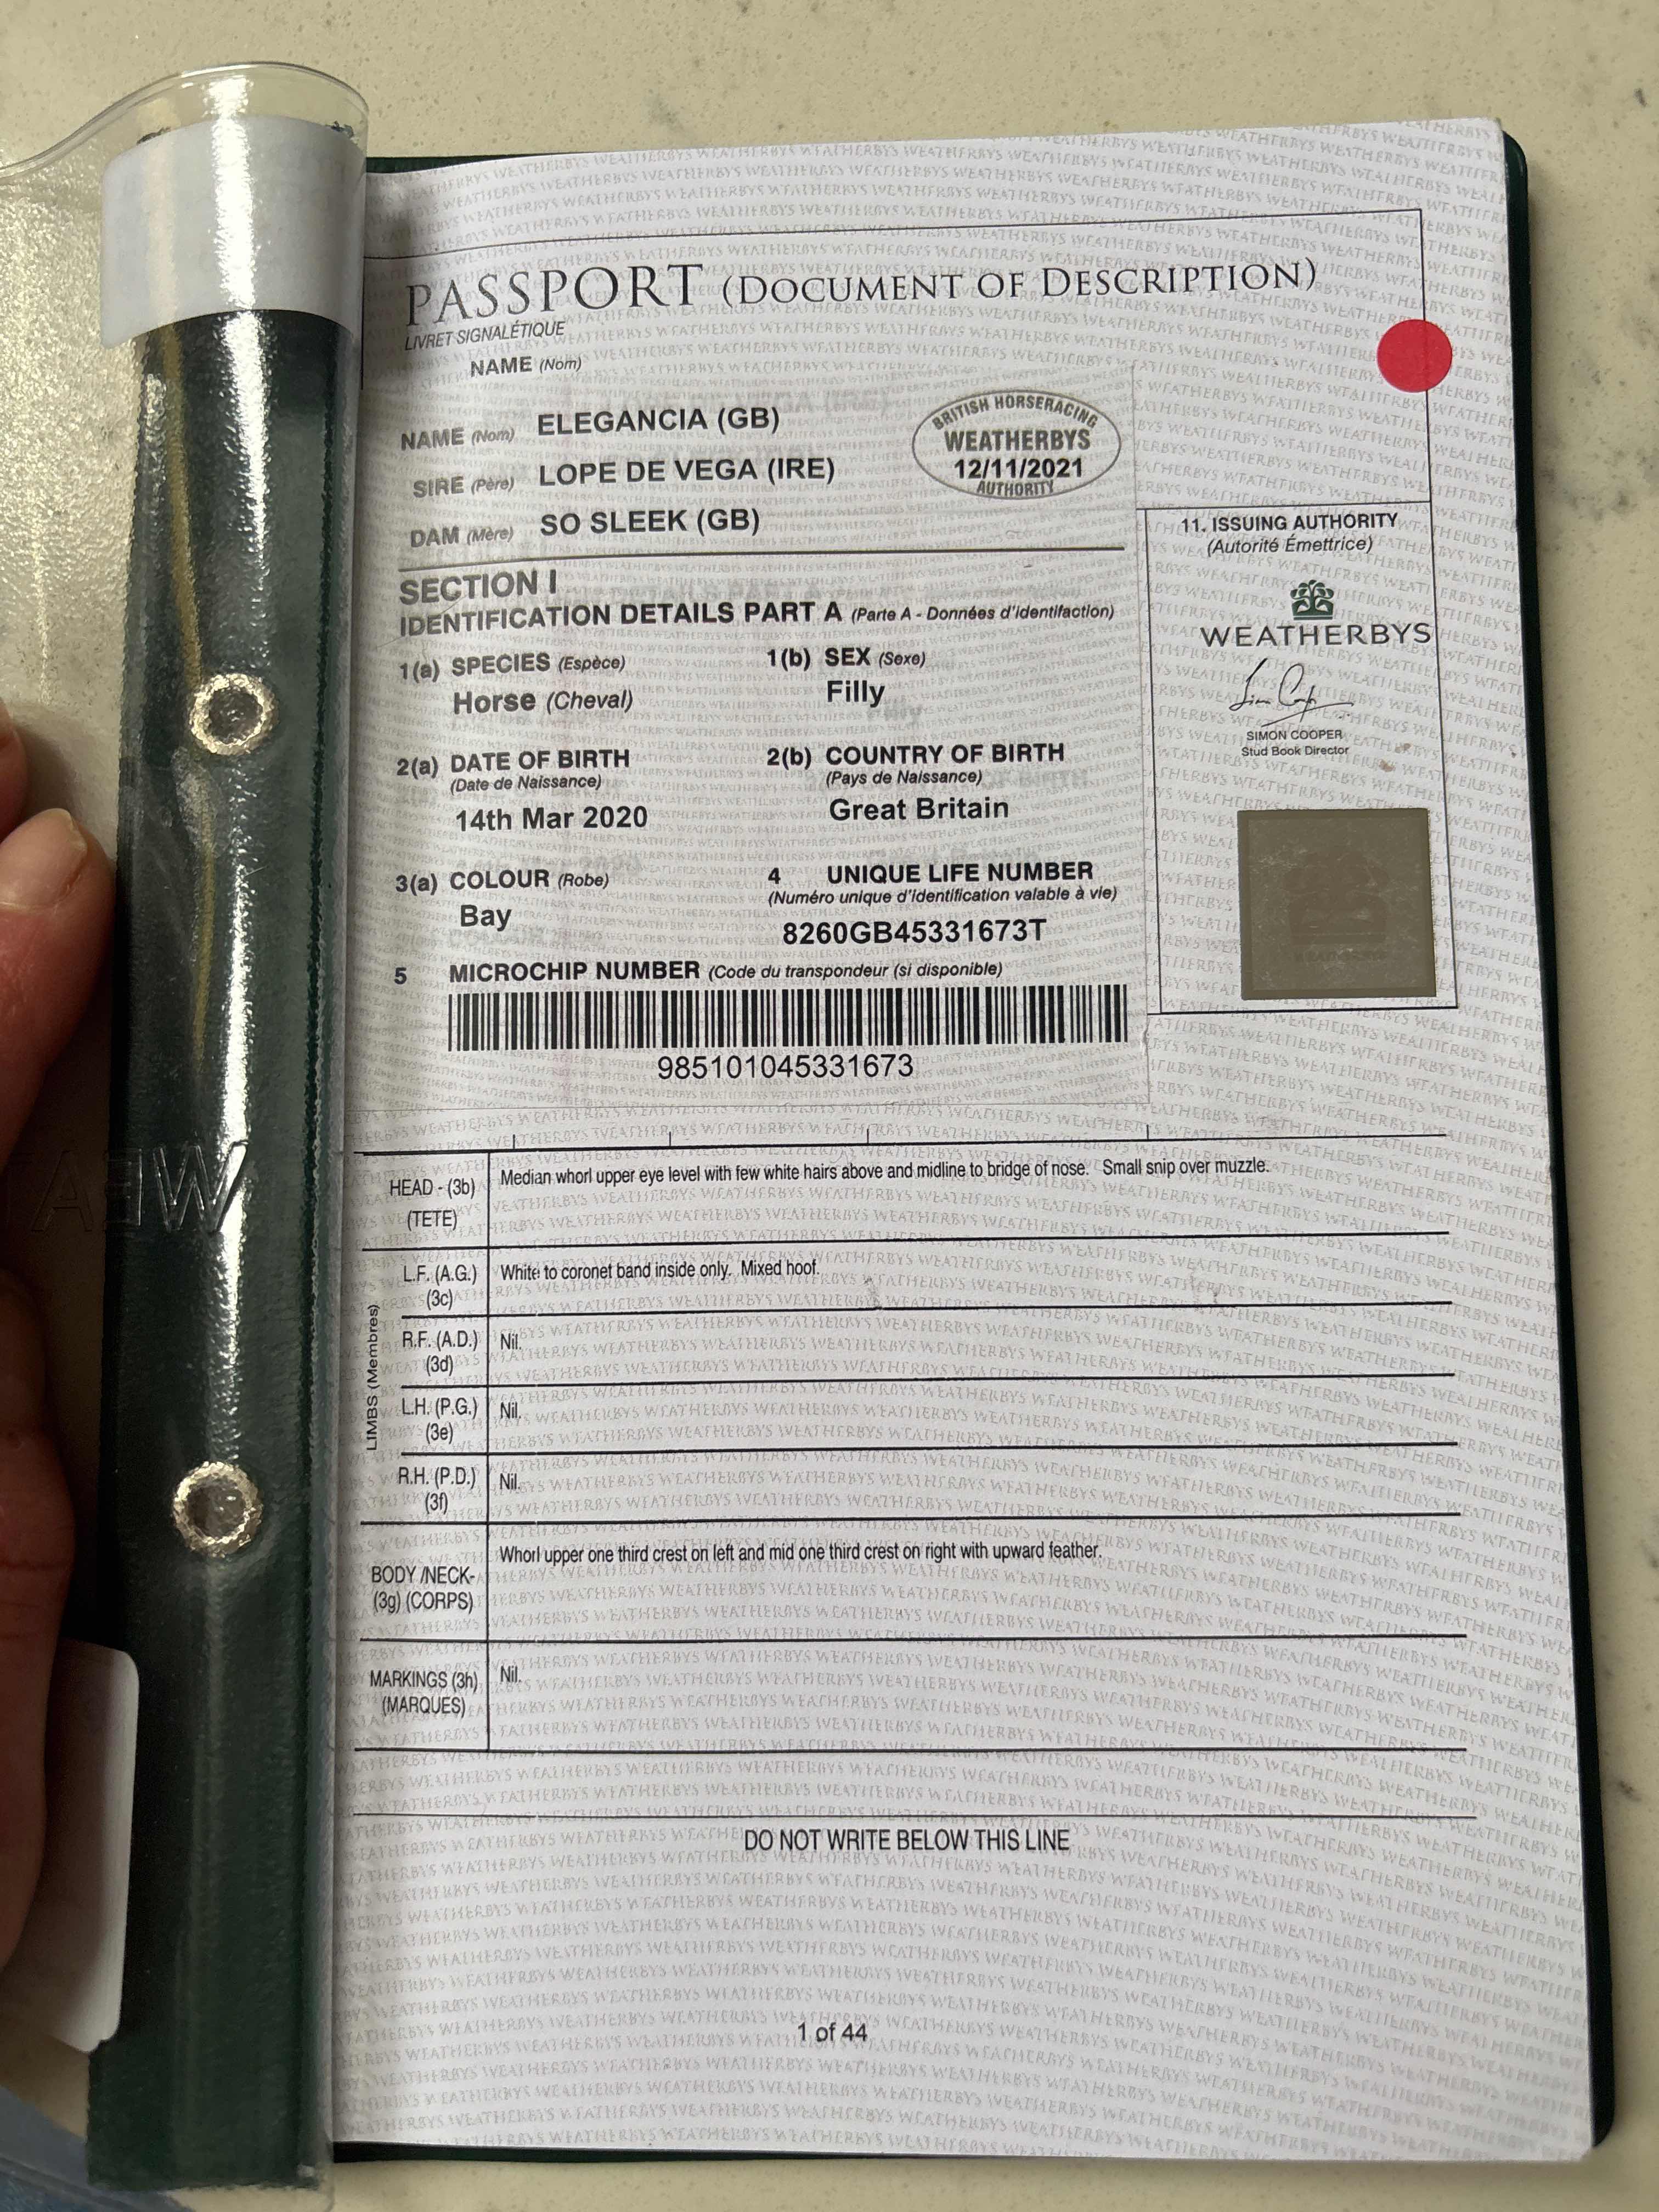 PASSPORT (DOCUMENT OF DESCRIPTION)
LIVRET SIGNALÉTIQUE
NAME (Nom)
NAME (Nom) ELEGANCIA (GB)
SIRE (Père) LOPE DE VEGA (IRE)
DAM (Mère) SO SLEEK (GB)
BRITISH HORSERACING
WEATHERBYS
12/11/2021
AUTHORITY
11. ISSUING AUTHORITY
(Autorité Émettrice)
WEATHERBYS
SIMON COOPER
Stud Book Director
SECTION I
IDENTIFICATION DETAILS PART A (Parte A - Données d'identifaction)
1(a) SPECIES (Espèce) 1(b) SEX (Sexe)
Horse (Cheval) Filly
2(a) DATE OF BIRTH 2(b) COUNTRY OF BIRTH
(Date de Naissance) (Pays de Naissance)
14th Mar 2020 Great Britain
3(a) COLOUR (Robe) 4 UNIQUE LIFE NUMBER
(Numéro unique d'identification valable à vie)
Bay 8260GB45331673T
5 MICROCHIP NUMBER (Code du transpondeur (si disponible)
985101045331673
HEAD - (3b) Median whorl upper eye level with few white hairs above and midline to bridge of nose. Small snip over muzzle.
(TETE)
LIMBS (Membres)
L.F. (A.G.) White to coronet band inside only. Mixed hoof.
(3c)
R.F. (A.D.) Nil.
(3d)
L.H. (P.G.) Nil.
(3e)
R.H. (P.D.) Nil.
(3f)
Whorl upper one third crest on left and mid one third crest on right with upward feather.
BODY /NECK-
(3g) (CORPS)
MARKINGS (3h) Nil.
(MARQUES)
DO NOT WRITE BELOW THIS LINE
1 of 44